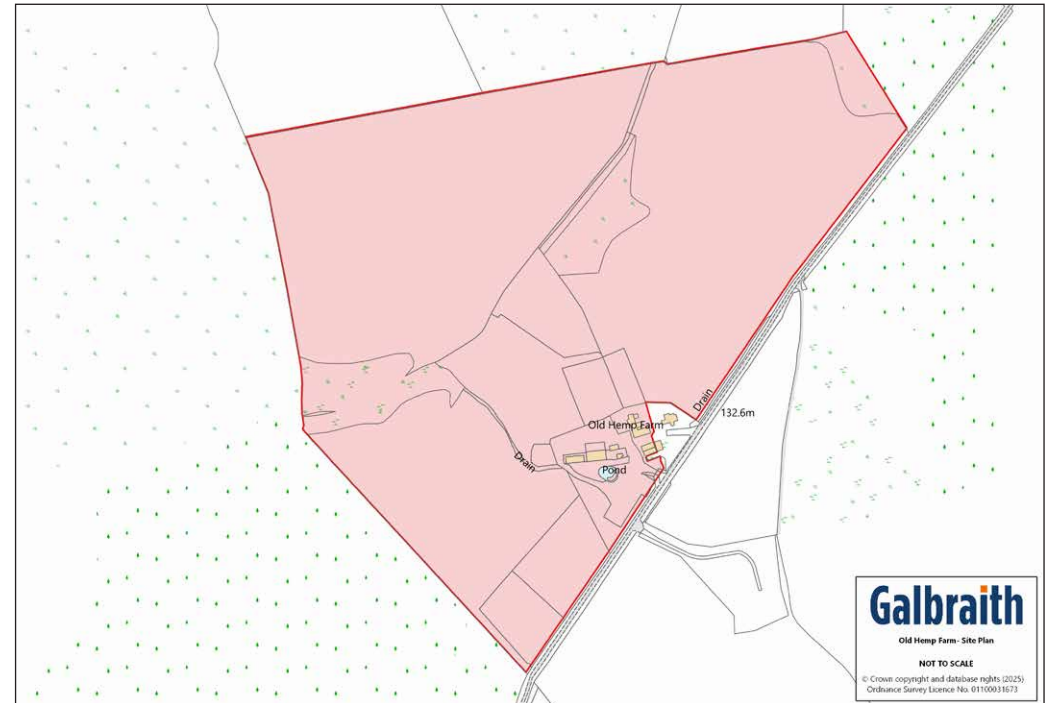 Drain
132.6m
Old Hemp Farm
Drain
Pond
Galbraith
Old Hemp Farm- Site Plan
NOT TO SCALE
© Crown copyright and database rights (2025)
Ordnance Survey Licence No. 01100031673